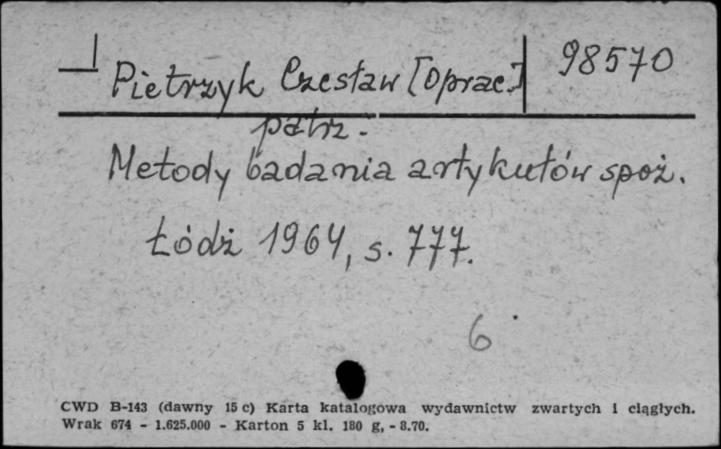 Pietrzyk Czesław [Oprac.] 98570
patrz.
Metody badania artykułów spoż.
Łódź 1964, s. 777.
6
CWD B-143 (dawny 15 c) Karta katalogowa wydawnictw zwartych i ciągłych.
Wrak 674 - 1.625.000 - Karton 5 kl. 180 g, - 8.70.